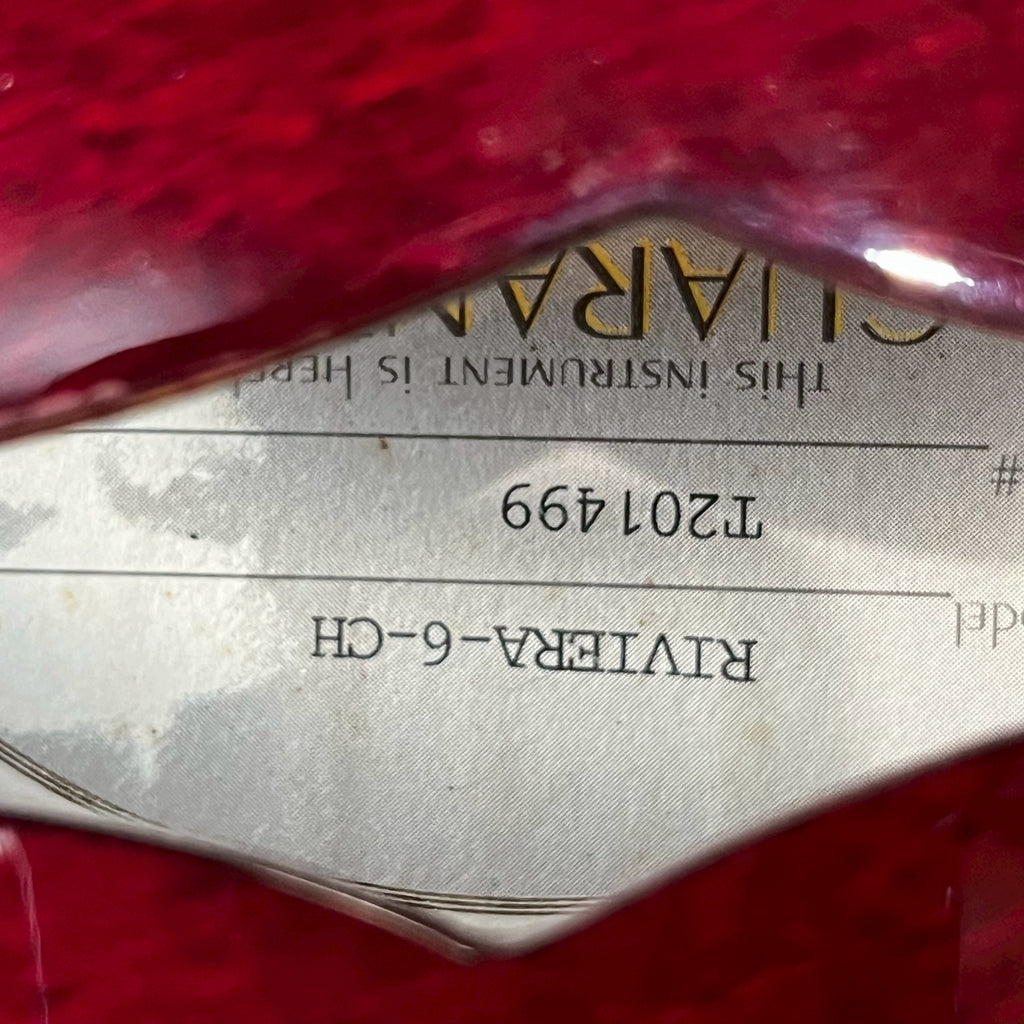 RIVIERA-6-CH
T201499
#
THIS INSTRUMENT IS